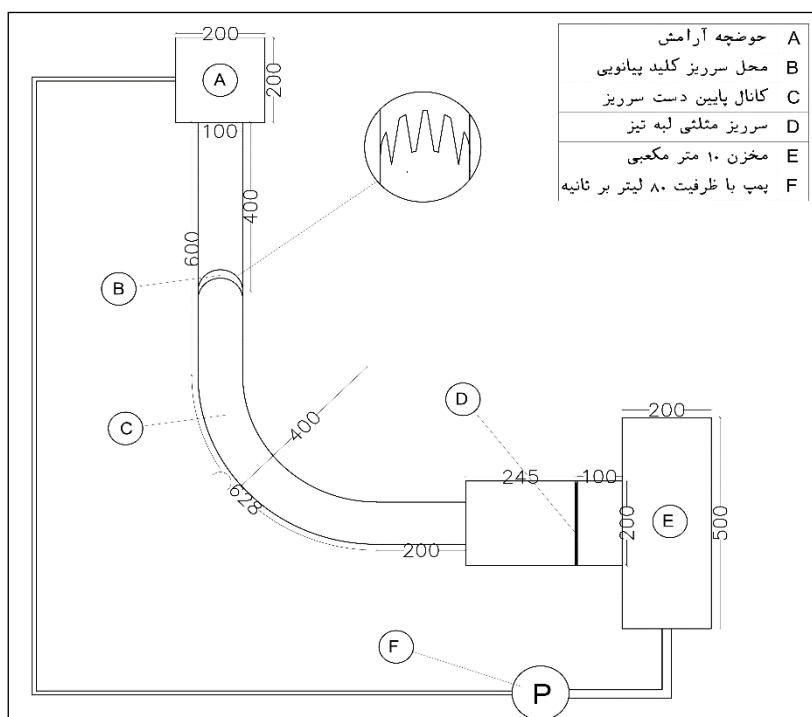 A حوضچه آرامش
B محل سرریز کلید پیانویی
C کانال پایین دست سرریز
D سرریز مثلثی لبه تیز
E مخزن ۱۰ متر مکعبی
F پمپ با ظرفیت ۸۰ لیتر بر ثانیه
200
A
200
100
400
600
B
C
400
D
628
200
245
100
200
200
E
500
F
P